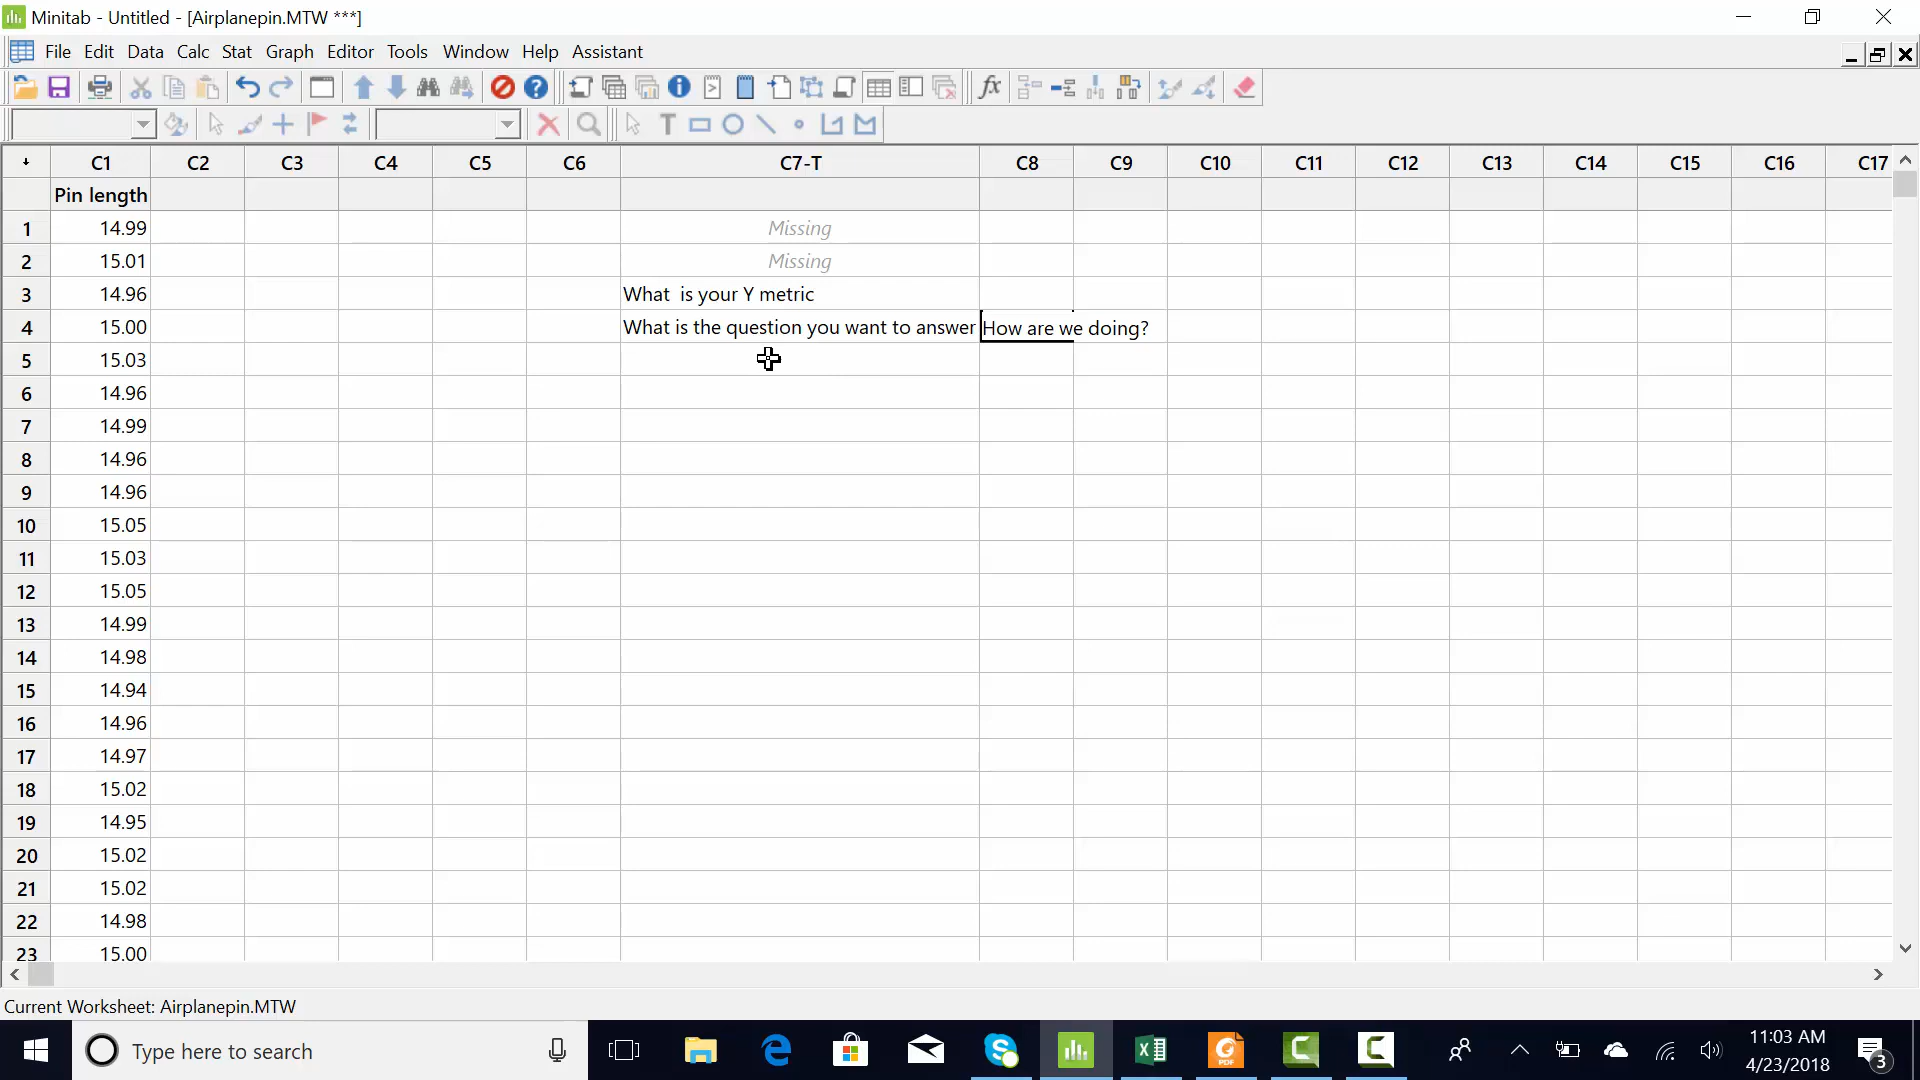 Minitab - Untitled - [Airplanepin.MTW ***]
File Edit Data Calc Stat Graph Editor Tools Window Help Assistant
C1 C2 C3 C4 C5 C6 C7-T C8 C9 C10 C11 C12 C13 C14 C15 C16 C17
Pin length
1 14.99 Missing
2 15.01 Missing
3 14.96 What  is your Y metric
4 15.00 What is the question you want to answer How are we doing?
5 15.03
6 14.96
7 14.99
8 14.96
9 14.96
10 15.05
11 15.03
12 15.05
13 14.99
14 14.98
15 14.94
16 14.96
17 14.97
18 15.02
19 14.95
20 15.02
21 15.02
22 14.98
23 15.00
Current Worksheet: Airplanepin.MTW
Type here to search
11:03 AM
4/23/2018
3